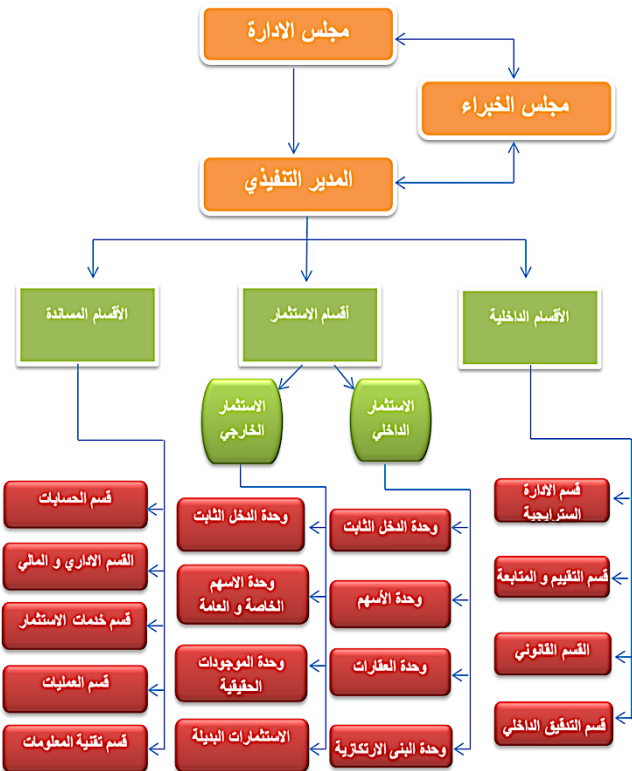 مجلس الادارة
مجلس الخبراء
المدير التنفيذي
الأقسام الداخلية
أقسام الاستثمار
الأقسام المساندة
الاستثمار
الداخلي
الاستثمار
الخارجي
قسم الادارة
الستراتيجية
قسم التقييم و المتابعة
القسم القانوني
قسم التدقيق الداخلي
وحدة الدخل الثابت
وحدة الأسهم
وحدة العقارات
وحدة البنى الارتكازية
وحدة الدخل الثابت
وحدة الاسهم
الخاصة و العامة
وحدة الموجودات
الحقيقية
الاستثمارات البديلة
قسم الحسابات
القسم الاداري و المالي
قسم خدمات الاستثمار
قسم العمليات
قسم تقنية المعلومات